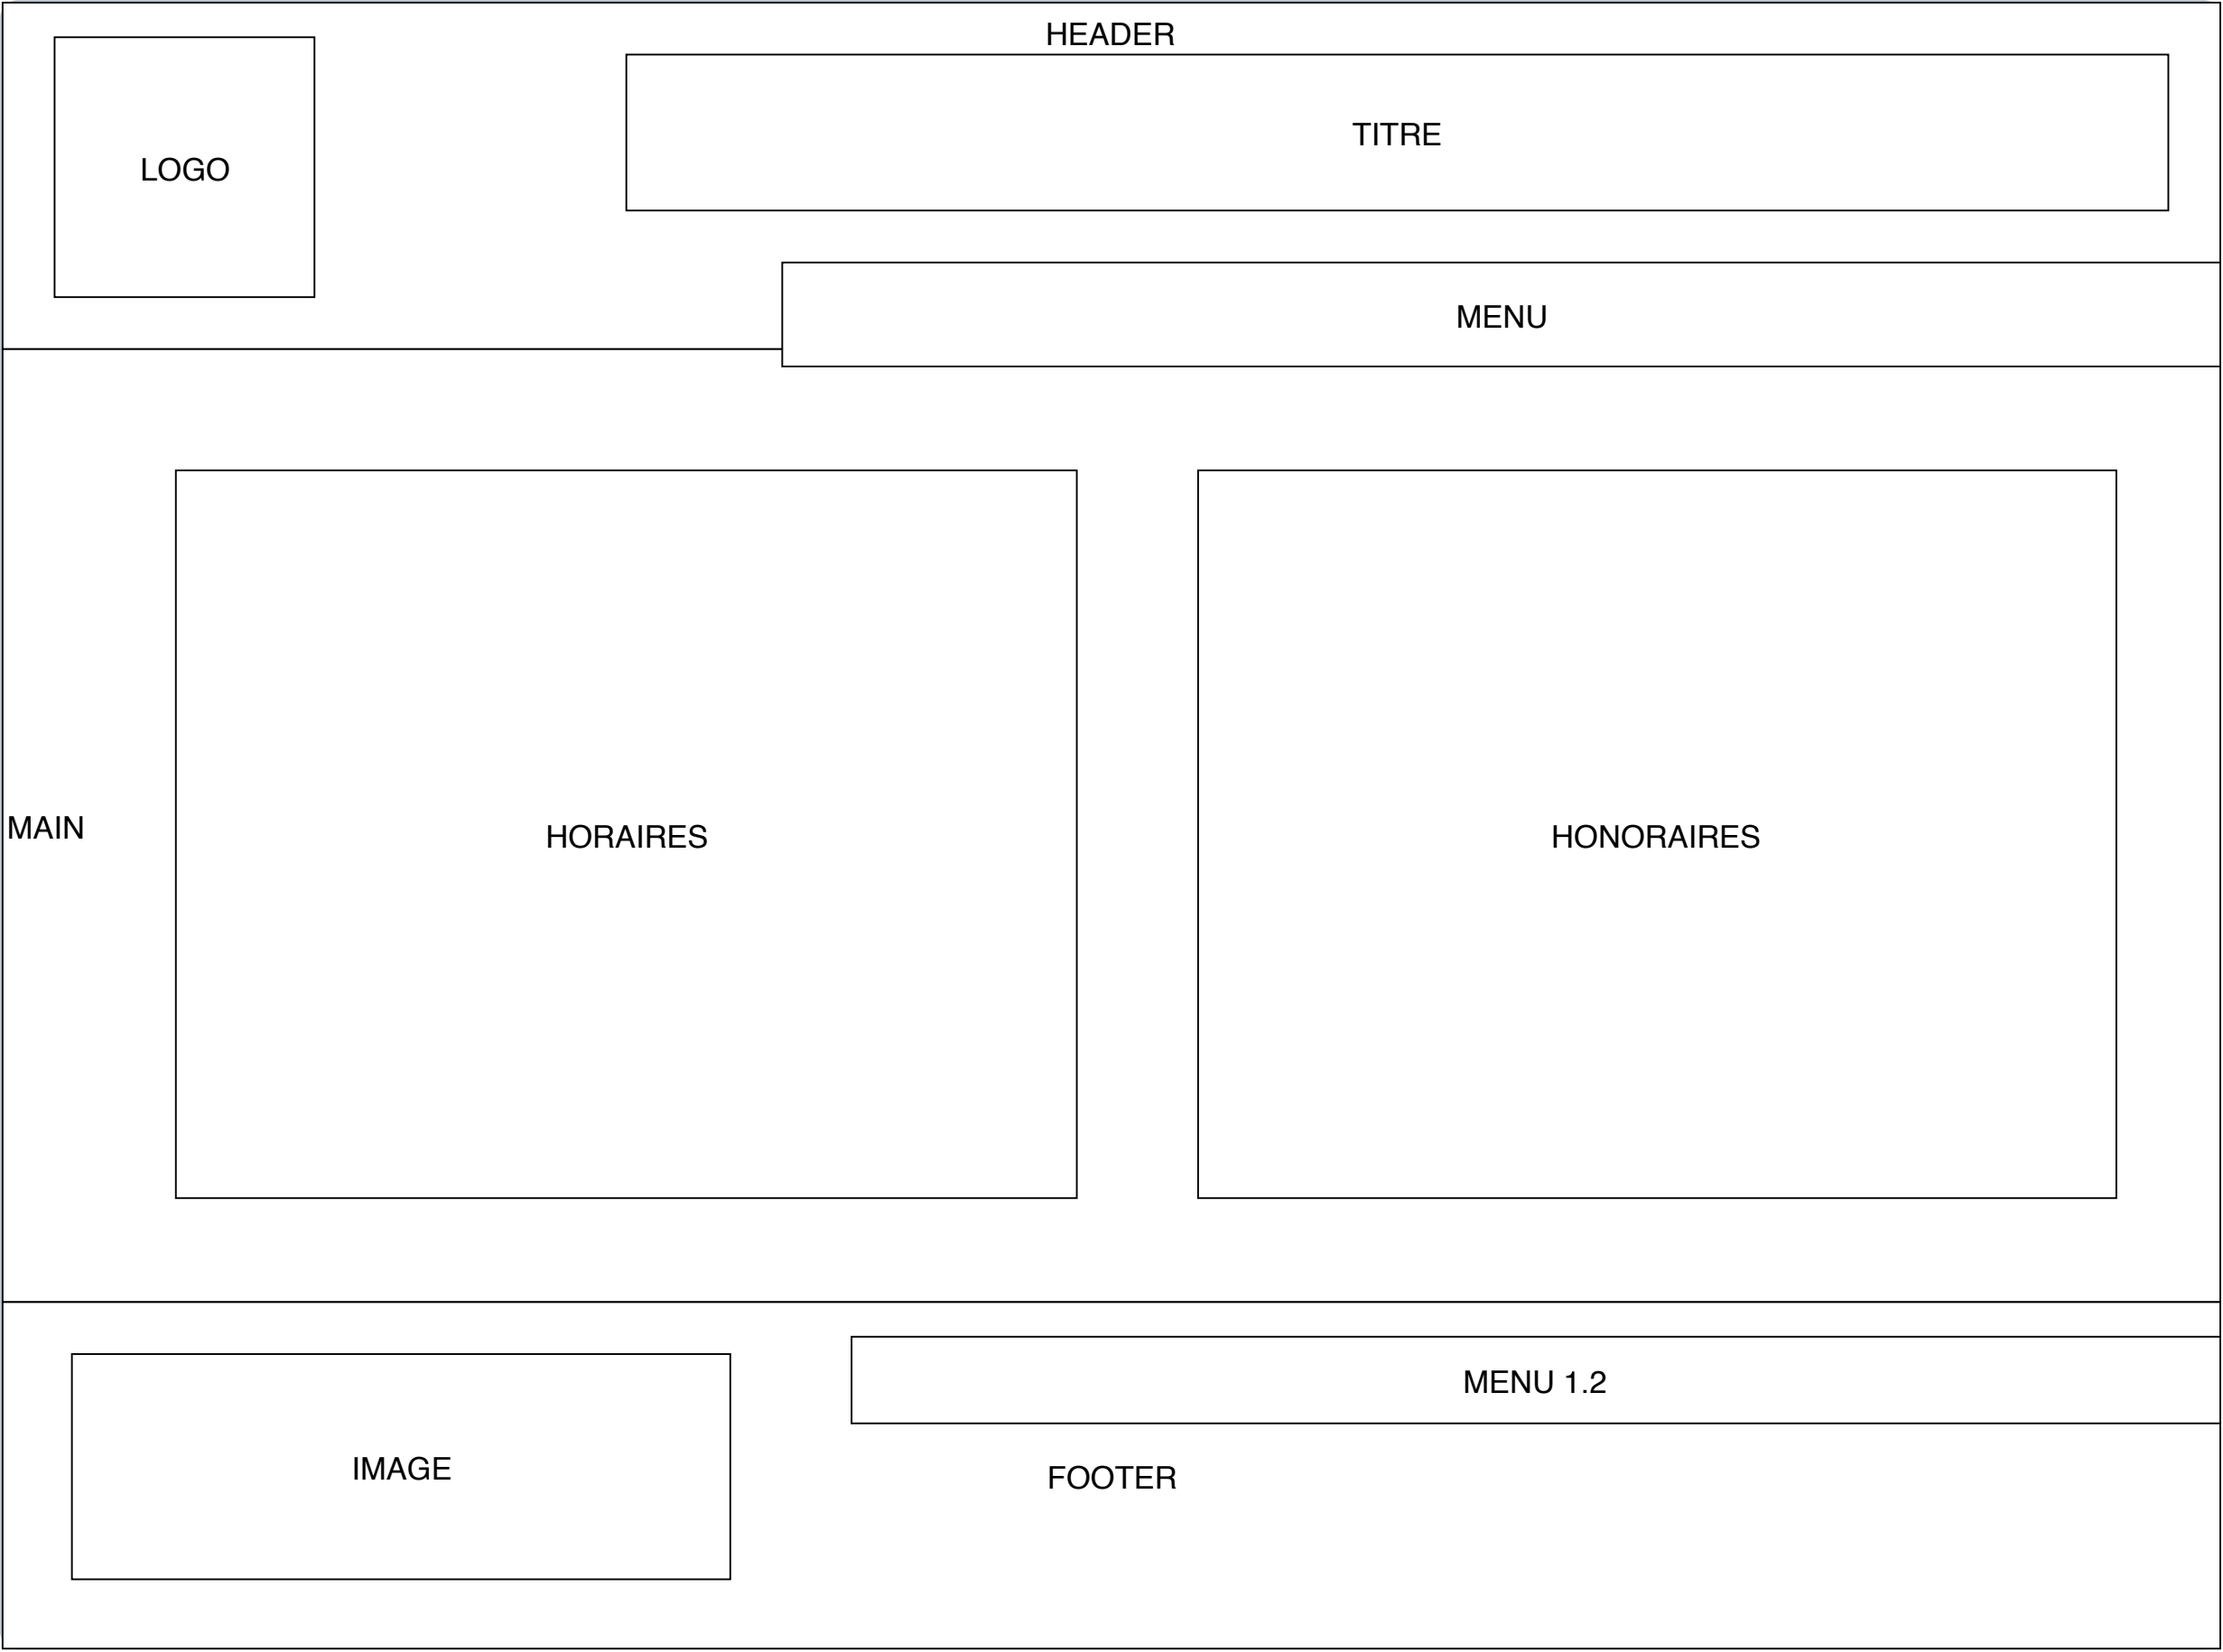 HEADER
TITRE
LOGO
MENU
MAIN
HORAIRES
HONORAIRES
MENU 1.2
IMAGE
FOOTER